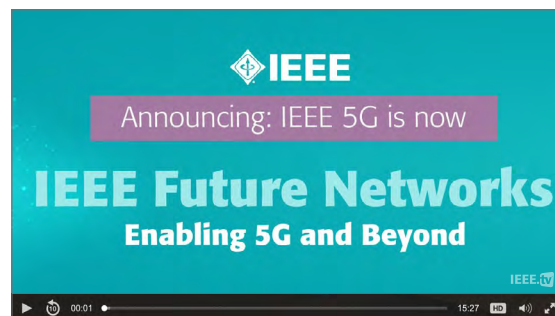 IEEE
Announcing: IEEE 5G is now
IEEE Future Networks
Enabling 5G and Beyond
IEEE.tv
10 00:01 15:27 HD